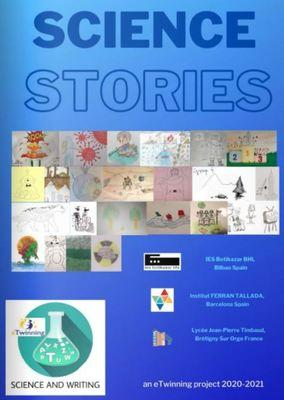 SCIENCE
STORIES
IES Botikazar BHI,
Bilbao Spain
Institut FERRAN TALLADA,
Barcelona Spain
Lycée Jean-Pierre Timbaud,
Brétigny Sur Orge France
eTwinning
SCIENCE AND WRITING
an eTwinning project 2020-2021